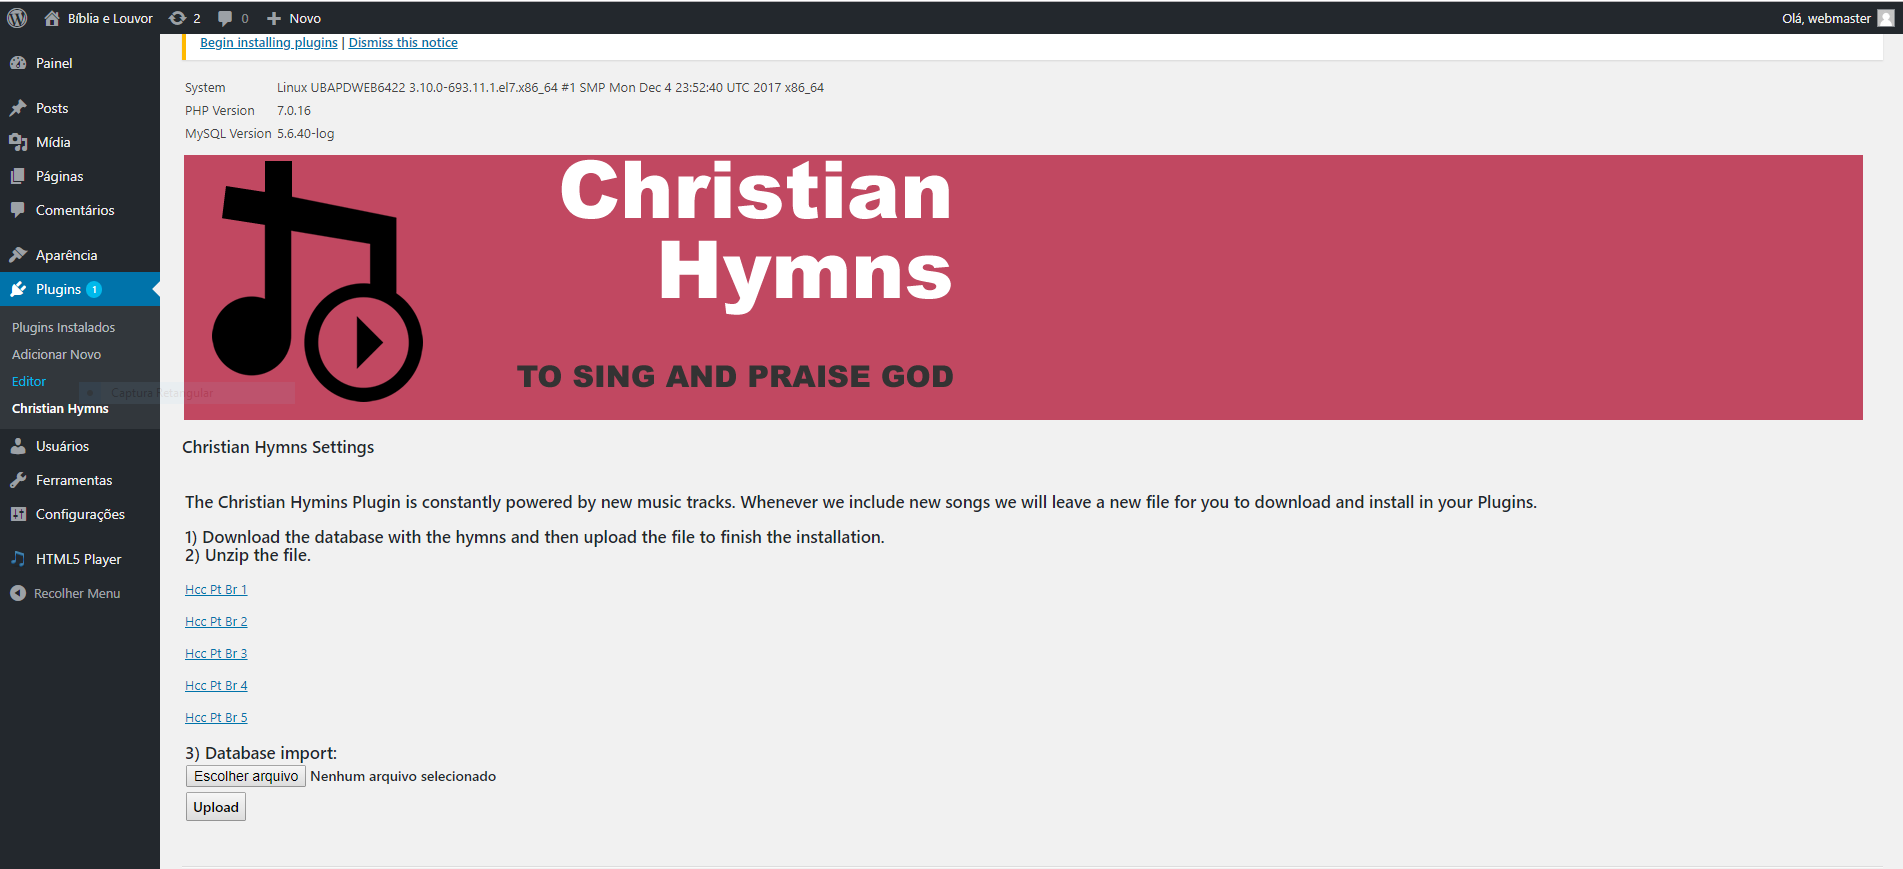 Bíblia e Louvor 2 0 Novo Olá, webmaster
Painel
Posts
Mídia
Páginas
Comentários
Aparência
Plugins 1
Plugins Instalados
Adicionar Novo
Editor
Captura Retangular
Christian Hymns
Usuários
Ferramentas
Configurações
HTML5 Player
Recolher Menu
Begin installing plugins | Dismiss this notice
System Linux UBAPDWEB6422 3.10.0-693.11.1.el7.x86_64 #1 SMP Mon Dec 4 23:52:40 UTC 2017 x86_64
PHP Version 7.0.16
MySQL Version 5.6.40-log
Christian
Hymns
TO SING AND PRAISE GOD
Christian Hymns Settings
The Christian Hymins Plugin is constantly powered by new music tracks. Whenever we include new songs we will leave a new file for you to download and install in your Plugins.
1) Download the database with the hymns and then upload the file to finish the installation.
2) Unzip the file.
Hcc Pt Br 1
Hcc Pt Br 2
Hcc Pt Br 3
Hcc Pt Br 4
Hcc Pt Br 5
3) Database import:
Escolher arquivo Nenhum arquivo selecionado
Upload